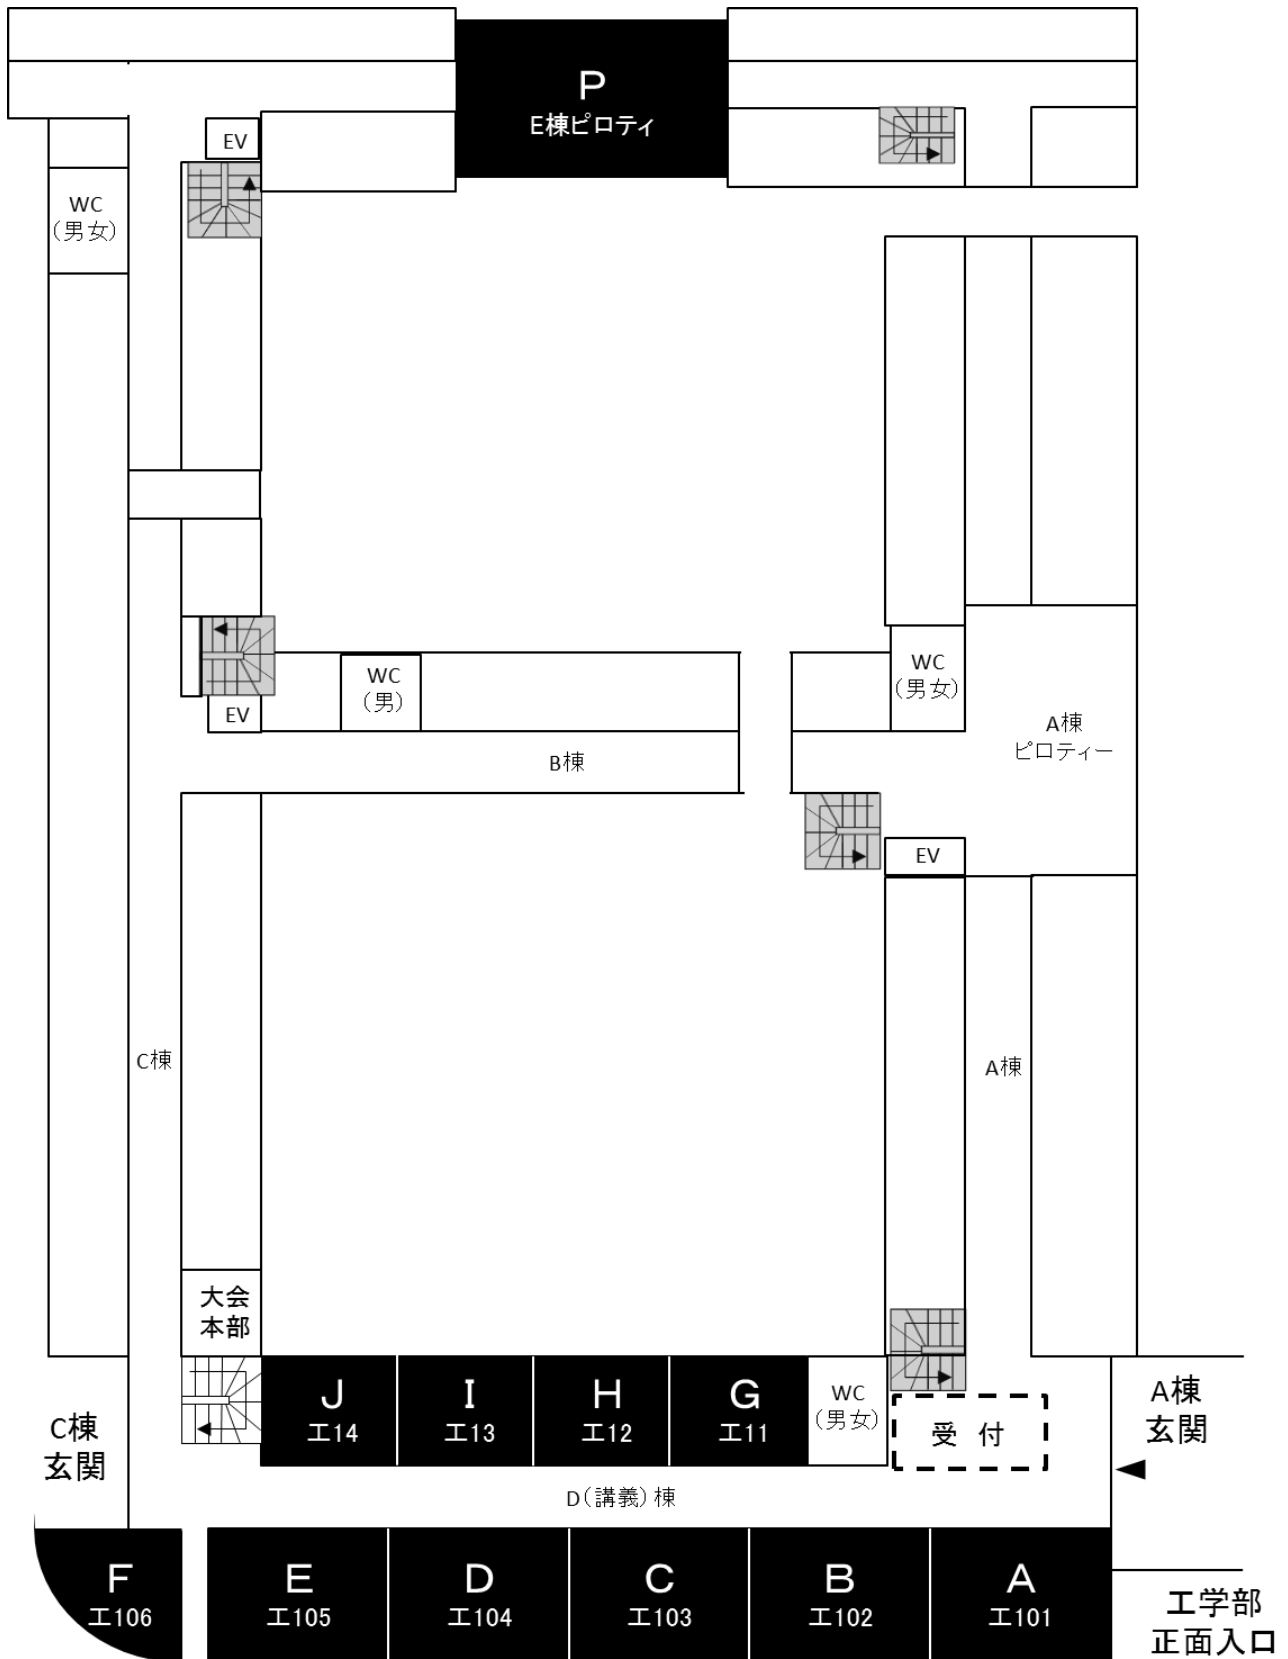 P
E棟ピロティ
EV
WC
（男女）
WC
（男）
WC
（男女）
A棟
ピロティー
EV
B棟
EV
C棟
A棟
大会
本部
J
工14
I
工13
H
工12
G
工11
WC
（男女）
受 付
A棟
玄関
C棟
玄関
D（講義）棟
F
工106
E
工105
D
工104
C
工103
B
工102
A
工101
工学部
正面入口